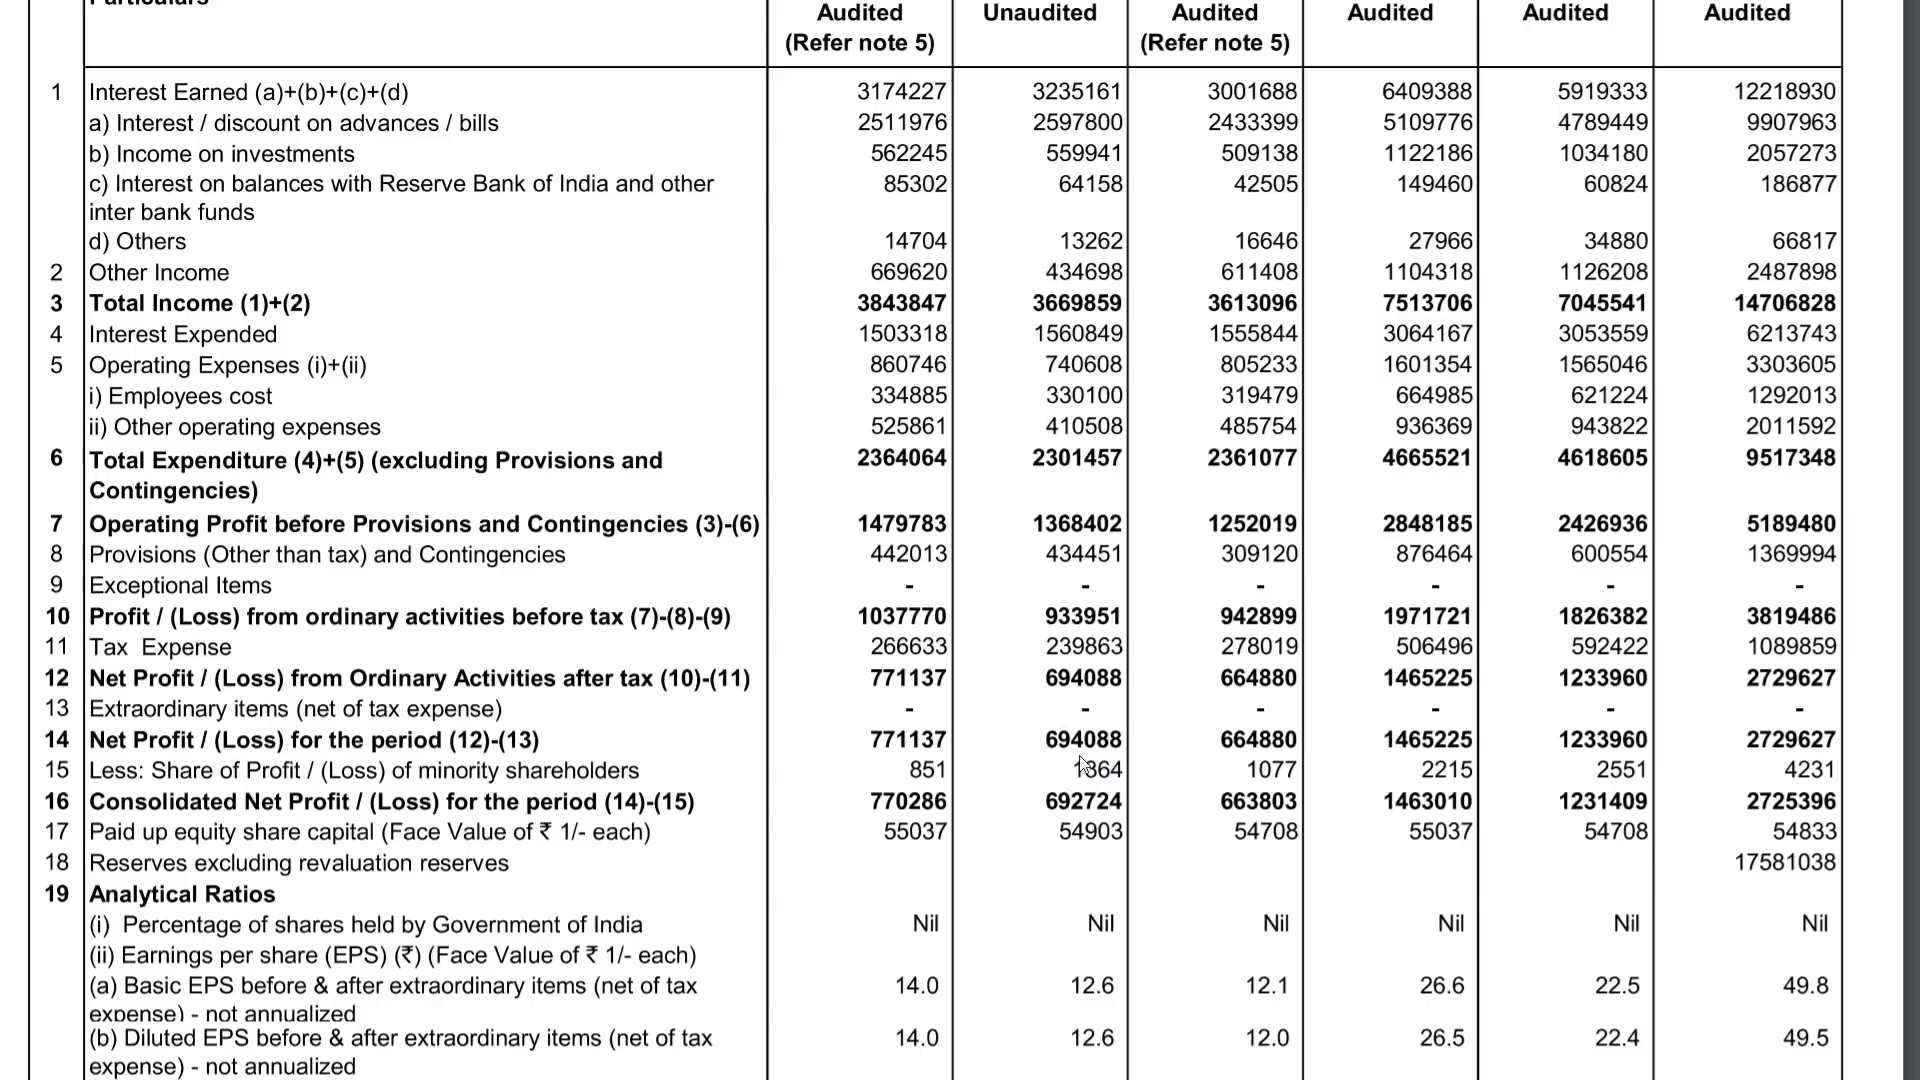 Particulars
Audited Unaudited Audited Audited Audited Audited
(Refer note 5) (Refer note 5)
1 Interest Earned (a)+(b)+(c)+(d) 3174227 3235161 3001688 6409388 5919333 12218930
a) Interest / discount on advances / bills 2511976 2597800 2433399 5109776 4789449 9907963
b) Income on investments 562245 559941 509138 1122186 1034180 2057273
c) Interest on balances with Reserve Bank of India and other 85302 64158 42505 149460 60824 186877
inter bank funds
d) Others 14704 13262 16646 27966 34880 66817
2 Other Income 669620 434698 611408 1104318 1126208 2487898
3 Total Income (1)+(2) 3843847 3669859 3613096 7513706 7045541 14706828
4 Interest Expended 1503318 1560849 1555844 3064167 3053559 6213743
5 Operating Expenses (i)+(ii) 860746 740608 805233 1601354 1565046 3303605
i) Employees cost 334885 330100 319479 664985 621224 1292013
ii) Other operating expenses 525861 410508 485754 936369 943822 2011592
6 Total Expenditure (4)+(5) (excluding Provisions and 2364064 2301457 2361077 4665521 4618605 9517348
Contingencies)
7 Operating Profit before Provisions and Contingencies (3)-(6) 1479783 1368402 1252019 2848185 2426936 5189480
8 Provisions (Other than tax) and Contingencies 442013 434451 309120 876464 600554 1369994
9 Exceptional Items - - - - - -
10 Profit / (Loss) from ordinary activities before tax (7)-(8)-(9) 1037770 933951 942899 1971721 1826382 3819486
11 Tax Expense 266633 239863 278019 506496 592422 1089859
12 Net Profit / (Loss) from Ordinary Activities after tax (10)-(11) 771137 694088 664880 1465225 1233960 2729627
13 Extraordinary items (net of tax expense) - - - - - -
14 Net Profit / (Loss) for the period (12)-(13) 771137 694088 664880 1465225 1233960 2729627
15 Less: Share of Profit / (Loss) of minority shareholders 851 1364 1077 2215 2551 4231
16 Consolidated Net Profit / (Loss) for the period (14)-(15) 770286 692724 663803 1463010 1231409 2725396
17 Paid up equity share capital (Face Value of ₹ 1/- each) 55037 54903 54708 55037 54708 54833
18 Reserves excluding revaluation reserves 17581038
19 Analytical Ratios
(i) Percentage of shares held by Government of India Nil Nil Nil Nil Nil Nil
(ii) Earnings per share (EPS) (₹) (Face Value of ₹ 1/- each)
(a) Basic EPS before & after extraordinary items (net of tax 14.0 12.6 12.1 26.6 22.5 49.8
expense) - not annualized
(b) Diluted EPS before & after extraordinary items (net of tax 14.0 12.6 12.0 26.5 22.4 49.5
expense) - not annualized